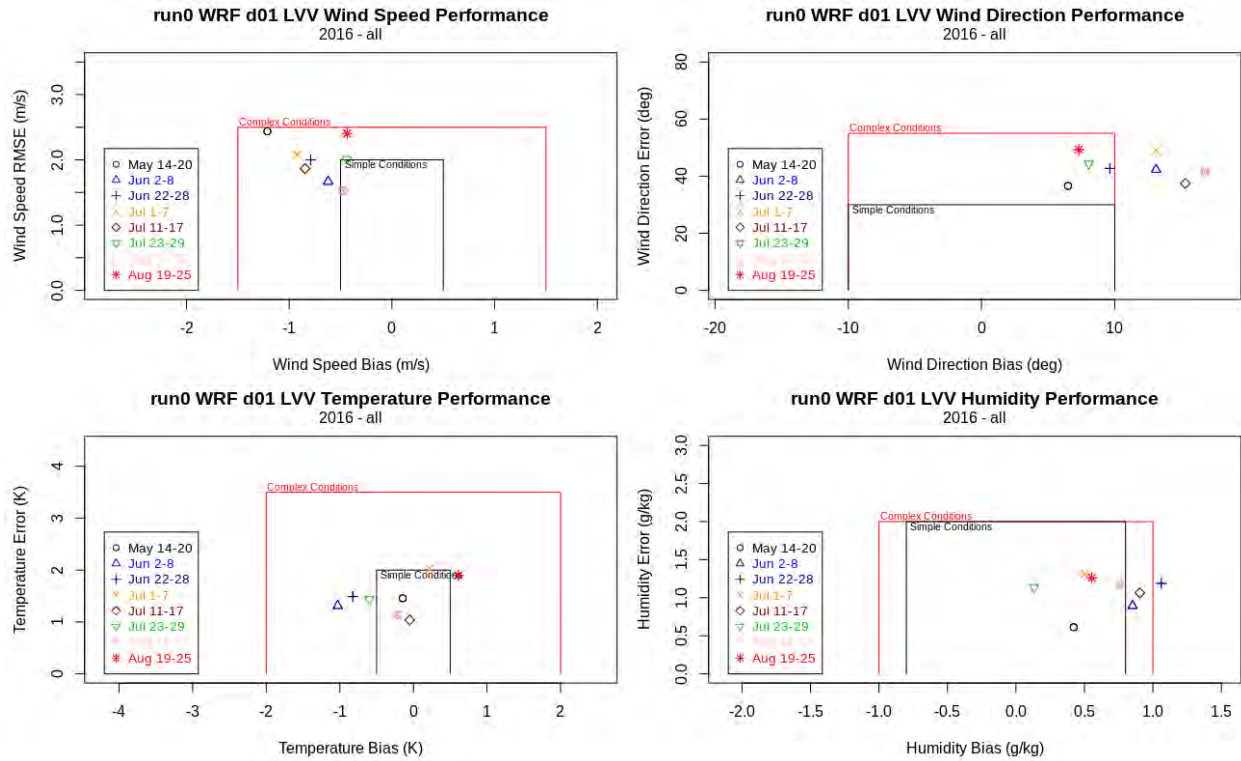 run0 WRF d01 LVV Wind Speed Performance
2016 - all
Wind Speed RMSE (m/s)
3.0
2.0
1.0
0.0
Complex Conditions
Simple Conditions
May 14-20
Jun 2-8
Jun 22-28
Jul 1-7
Jul 11-17
Jul 23-29
Aug 19-25
-2
-1
0
1
2
Wind Speed Bias (m/s)
run0 WRF d01 LVV Wind Direction Performance
2016 - all
Wind Direction Error (deg)
80
60
40
20
0
Complex Conditions
Simple Conditions
May 14-20
Jun 2-8
Jun 22-28
Jul 1-7
Jul 11-17
Jul 23-29
Aug 19-25
-20
-10
0
10
Wind Direction Bias (deg)
run0 WRF d01 LVV Temperature Performance
2016 - all
Temperature Error (K)
4
3
2
1
0
Complex Conditions
Simple Conditions
May 14-20
Jun 2-8
Jun 22-28
Jul 1-7
Jul 11-17
Jul 23-29
Aug 19-25
-4
-3
-2
-1
0
1
2
Temperature Bias (K)
run0 WRF d01 LVV Humidity Performance
2016 - all
Humidity Error (g/kg)
3.0
2.5
2.0
1.5
1.0
0.5
0.0
Complex Conditions
Simple Conditions
May 14-20
Jun 2-8
Jun 22-28
Jul 1-7
Jul 11-17
Jul 23-29
Aug 19-25
-2.0
-1.5
-1.0
-0.5
0.0
0.5
1.0
1.5
Humidity Bias (g/kg)